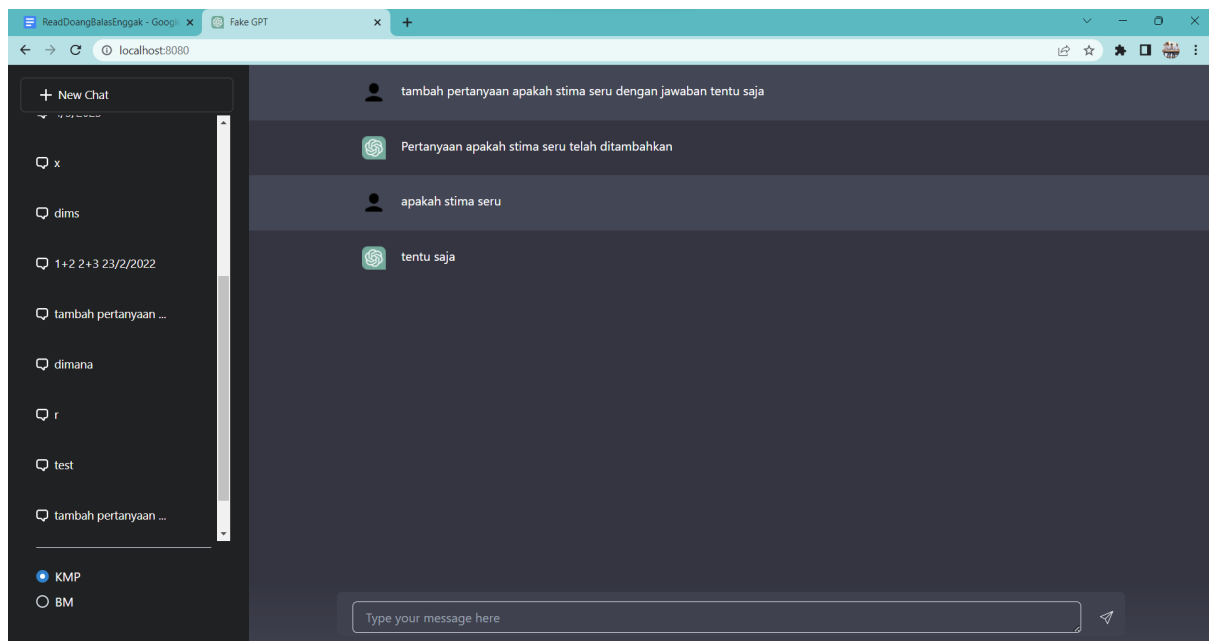 ReadDoangBalasEnggak - Googl
Fake GPT
localhost:8080
New Chat
x
dims
1+2 2+3 23/2/2022
tambah pertanyaan ...
dimana
r
test
tambah pertanyaan ...
KMP
BM
tambah pertanyaan apakah stima seru dengan jawaban tentu saja
Pertanyaan apakah stima seru telah ditambahkan
apakah stima seru
tentu saja
Type your message here